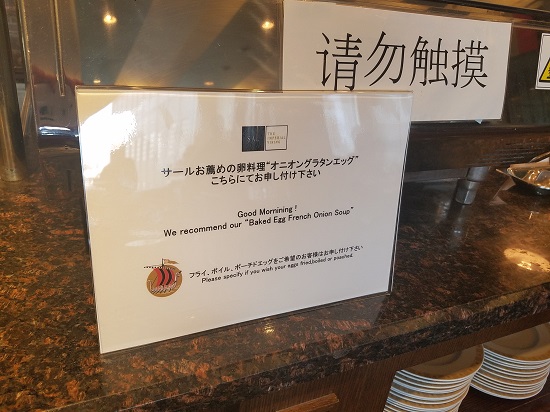 请勿触摸
THE
IMPERIAL
VIKING
サールお薦めの卵料理“オニオングラタンエッグ”
こちらにてお申し付け下さい
Good Mornining !
We recommend our “Baked Egg French Onion Soup”
フライ、ボイル、ポーチドエッグをご希望のお客様はお申し付け下さい
Please specify if you wish your eggs fried,boiled or poached.